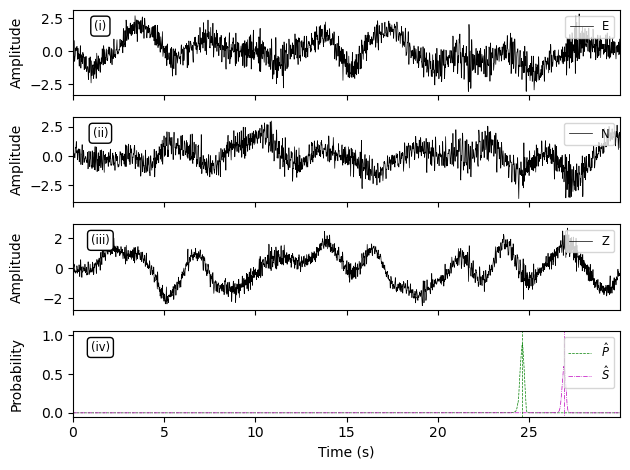 2.5
0.0
−2.5
Amplitude
(i)
E
2.5
0.0
−2.5
Amplitude
(ii)
N
2
0
−2
Amplitude
(iii)
Z
1.0
0.5
0.0
Probability
(iv)
P̂
Ŝ
0 5 10 15 20 25
Time (s)